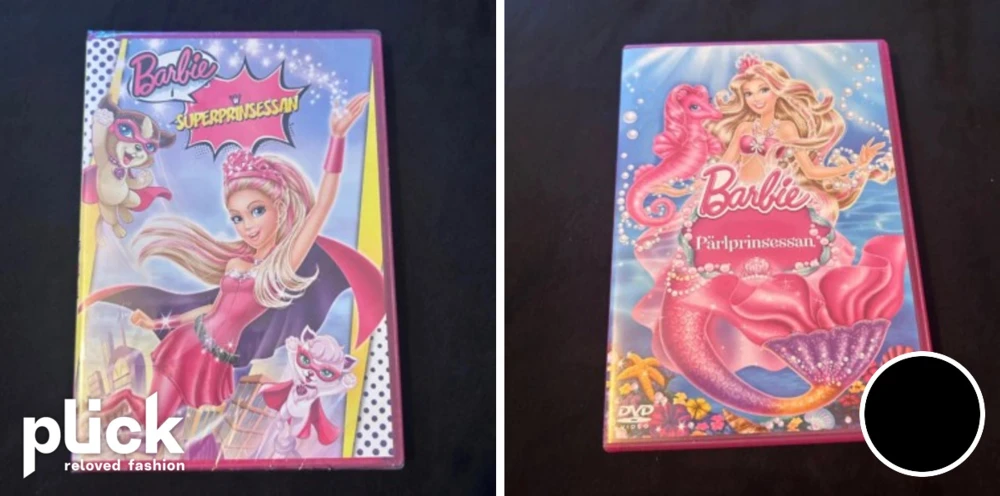 Barbie
SUPERPRINSESSAN
plick
reloved fashion
Barbie
Pärlprinsessan
DVD
VIDEO